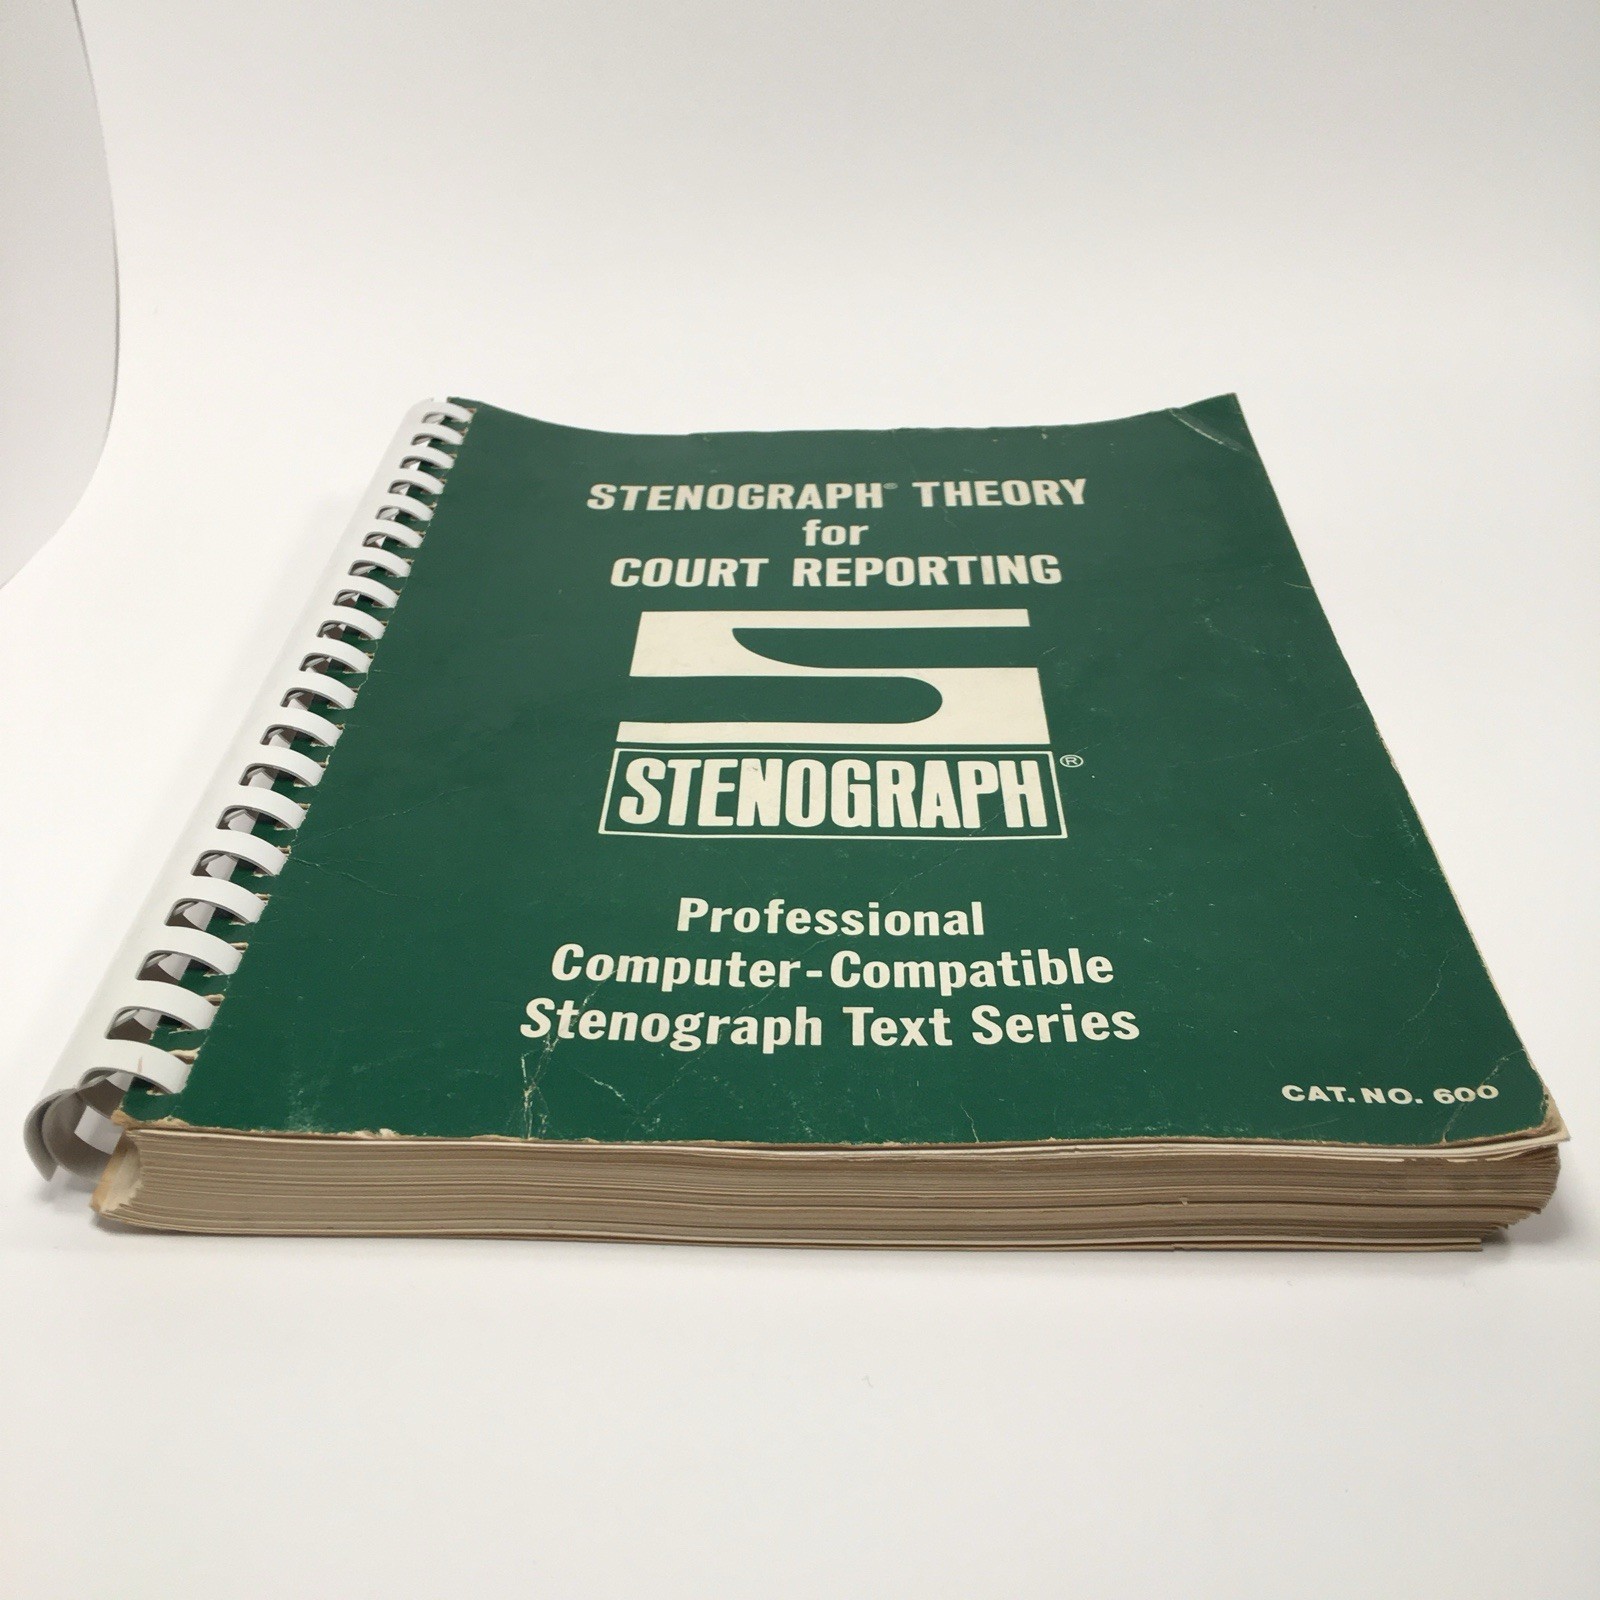 STENOGRAPH® THEORY
for
COURT REPORTING
STENOGRAPH®
Professional
Computer-Compatible
Stenograph Text Series
CAT. NO. 600